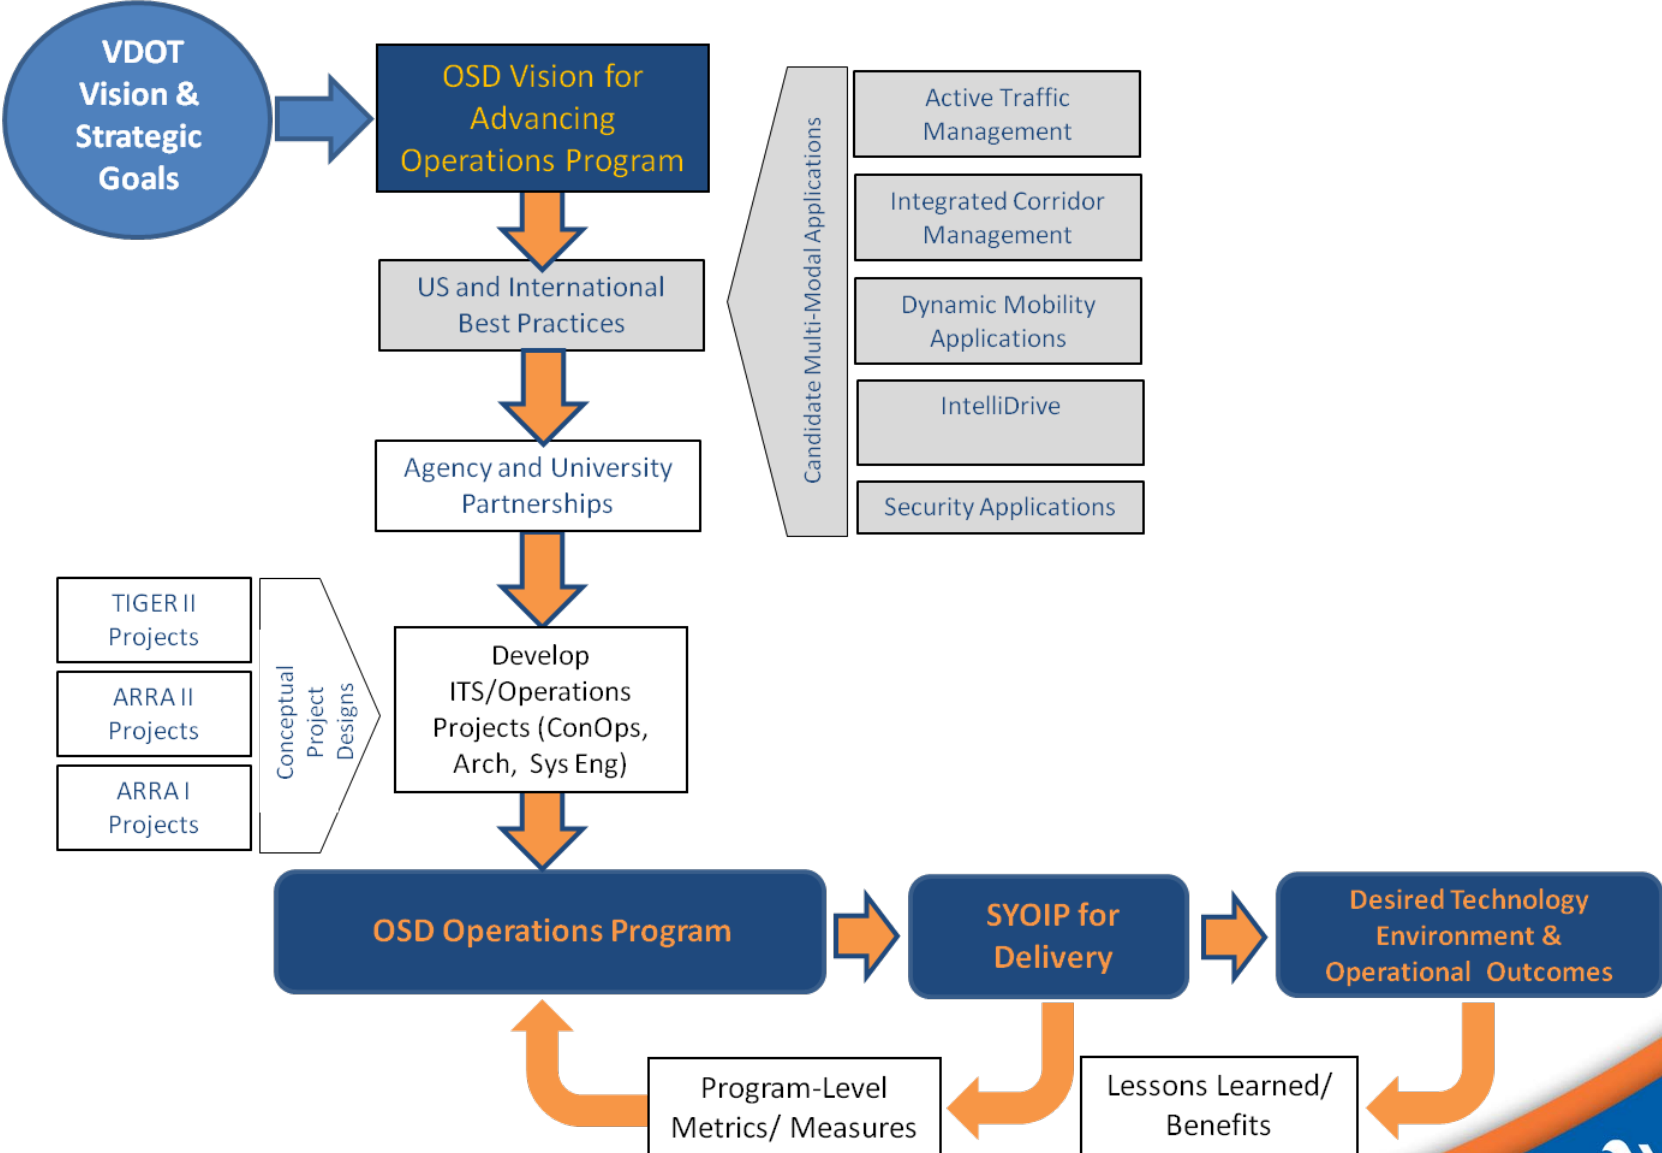 VDOT
Vision &
Strategic
Goals
OSD Vision for
Advancing
Operations Program
US and International
Best Practices
Agency and University
Partnerships
Candidate Multi-Modal Applications
Active Traffic
Management
Integrated Corridor
Management
Dynamic Mobility
Applications
IntelliDrive
Security Applications
TIGER II
Projects
ARRA II
Projects
ARRA I
Projects
Conceptual
Project
Designs
Develop
ITS/Operations
Projects (ConOps,
Arch, Sys Eng)
OSD Operations Program
SYOIP for
Delivery
Desired Technology
Environment &
Operational Outcomes
Program-Level
Metrics/ Measures
Lessons Learned/
Benefits